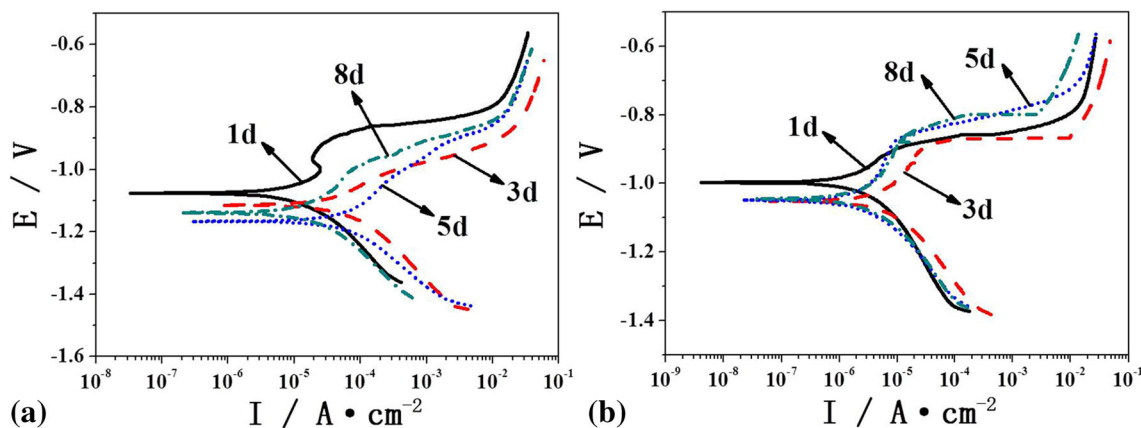 -0.6
-0.8
-1.0
-1.2
-1.4
-1.6
E / V
1d
8d
3d
5d
10⁻⁸ 10⁻⁷ 10⁻⁶ 10⁻⁵ 10⁻⁴ 10⁻³ 10⁻² 10⁻¹
I / A•cm⁻²
(a)
-0.6
-0.8
-1.0
-1.2
-1.4
E / V
1d
8d
5d
3d
10⁻⁹ 10⁻⁸ 10⁻⁷ 10⁻⁶ 10⁻⁵ 10⁻⁴ 10⁻³ 10⁻² 10⁻¹
I / A•cm⁻²
(b)